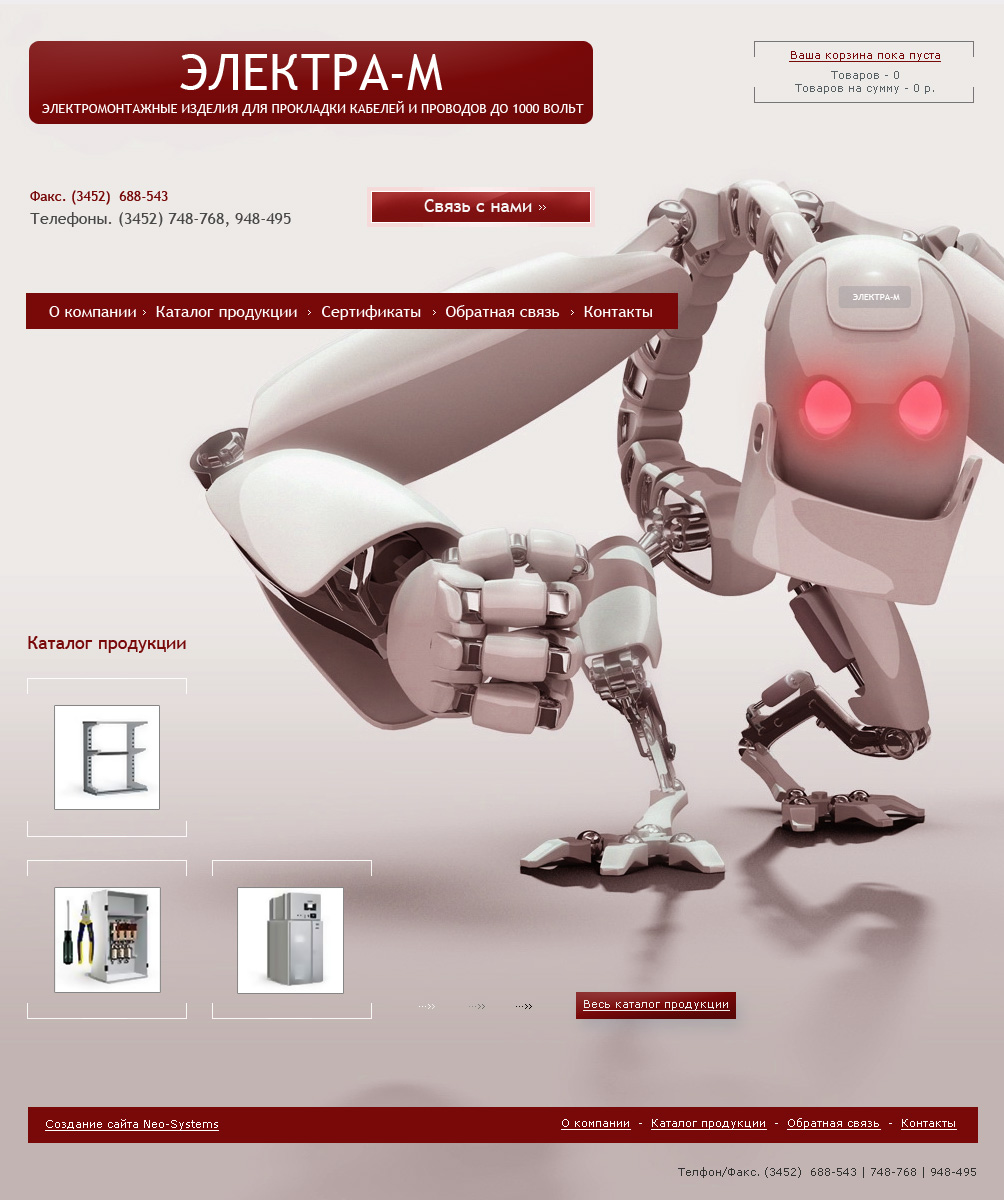 ЭЛЕКТРА-М
ЭЛЕКТРОМОНТАЖНЫЕ ИЗДЕЛИЯ ДЛЯ ПРОКЛАДКИ КАБЕЛЕЙ И ПРОВОДОВ ДО 1000 ВОЛЬТ
Ваша корзина пока пуста
Товаров - 0
Товаров на сумму - 0 р.
Факс. (3452) 688-543
Телефоны. (3452) 748-768, 948-495
Связь с нами ››
ЭЛЕКТРА-М
О компании › Каталог продукции › Сертификаты › Обратная связь › Контакты
Каталог продукции
Весь каталог продукции
Создание сайта Neo-Systems
О компании - Каталог продукции - Обратная связь - Контакты
Телфон/Факс. (3452) 688-543 | 748-768 | 948-495